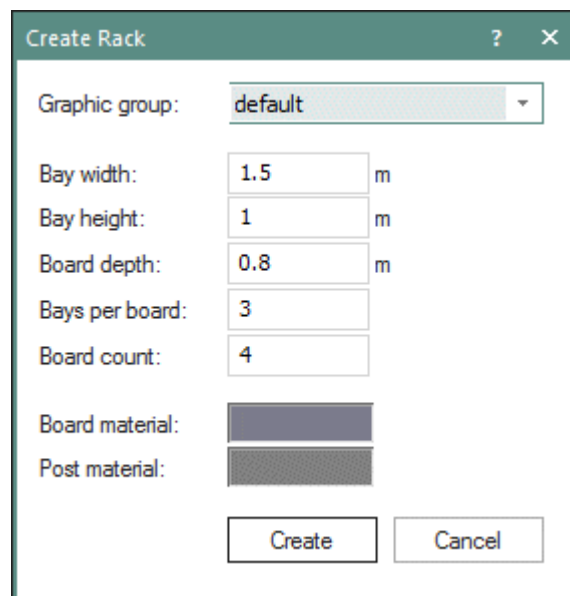 Create Rack ? ×
Graphic group: default
Bay width: 1.5 m
Bay height: 1 m
Board depth: 0.8 m
Bays per board: 3
Board count: 4
Board material:
Post material:
Create Cancel